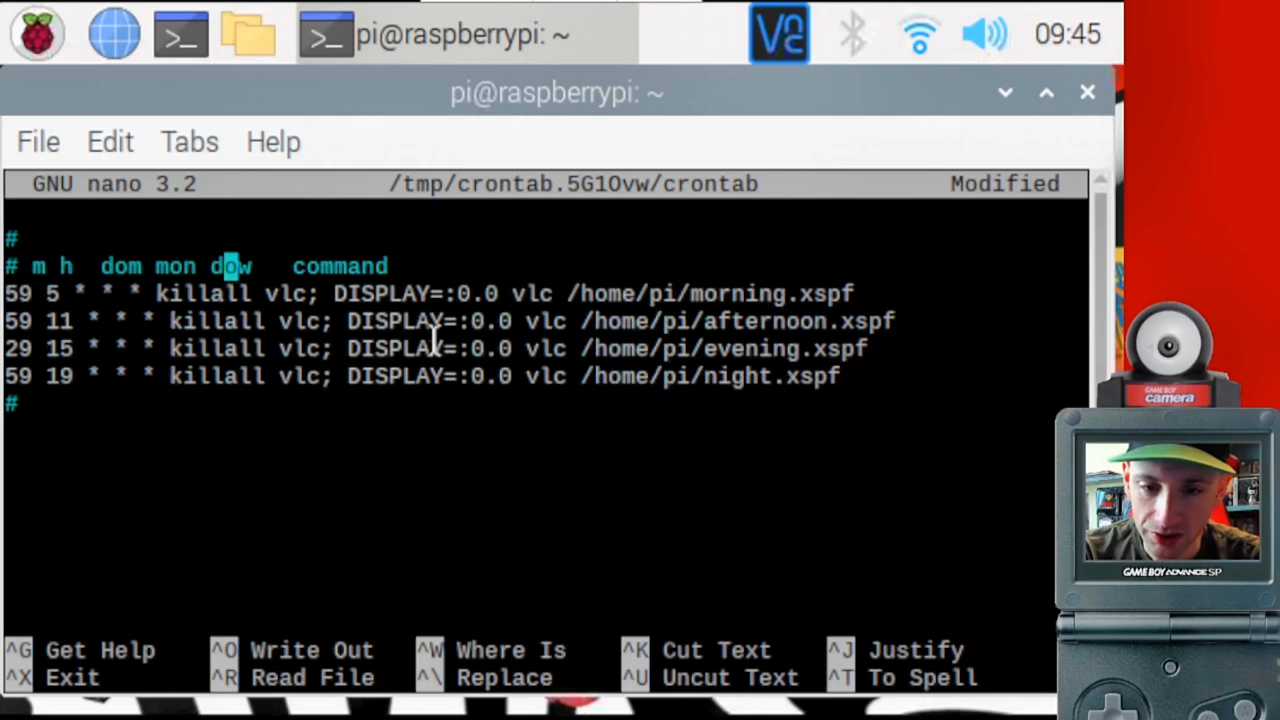 pi@raspberrypi: ~
VNC
09:45
pi@raspberrypi: ~
File Edit Tabs Help
GNU nano 3.2 /tmp/crontab.5G1Ovw/crontab Modified
#
# m h  dom mon dow   command
59 5 * * * killall vlc; DISPLAY=:0.0 vlc /home/pi/morning.xspf
59 11 * * * killall vlc; DISPLAY=:0.0 vlc /home/pi/afternoon.xspf
29 15 * * * killall vlc; DISPLAY=:0.0 vlc /home/pi/evening.xspf
59 19 * * * killall vlc; DISPLAY=:0.0 vlc /home/pi/night.xspf
#
^G Get Help ^O Write Out ^W Where Is ^K Cut Text ^J Justify
^X Exit ^R Read File ^\ Replace ^U Uncut Text ^T To Spell
GAME BOY
camera
GAME BOY ADVANCE SP